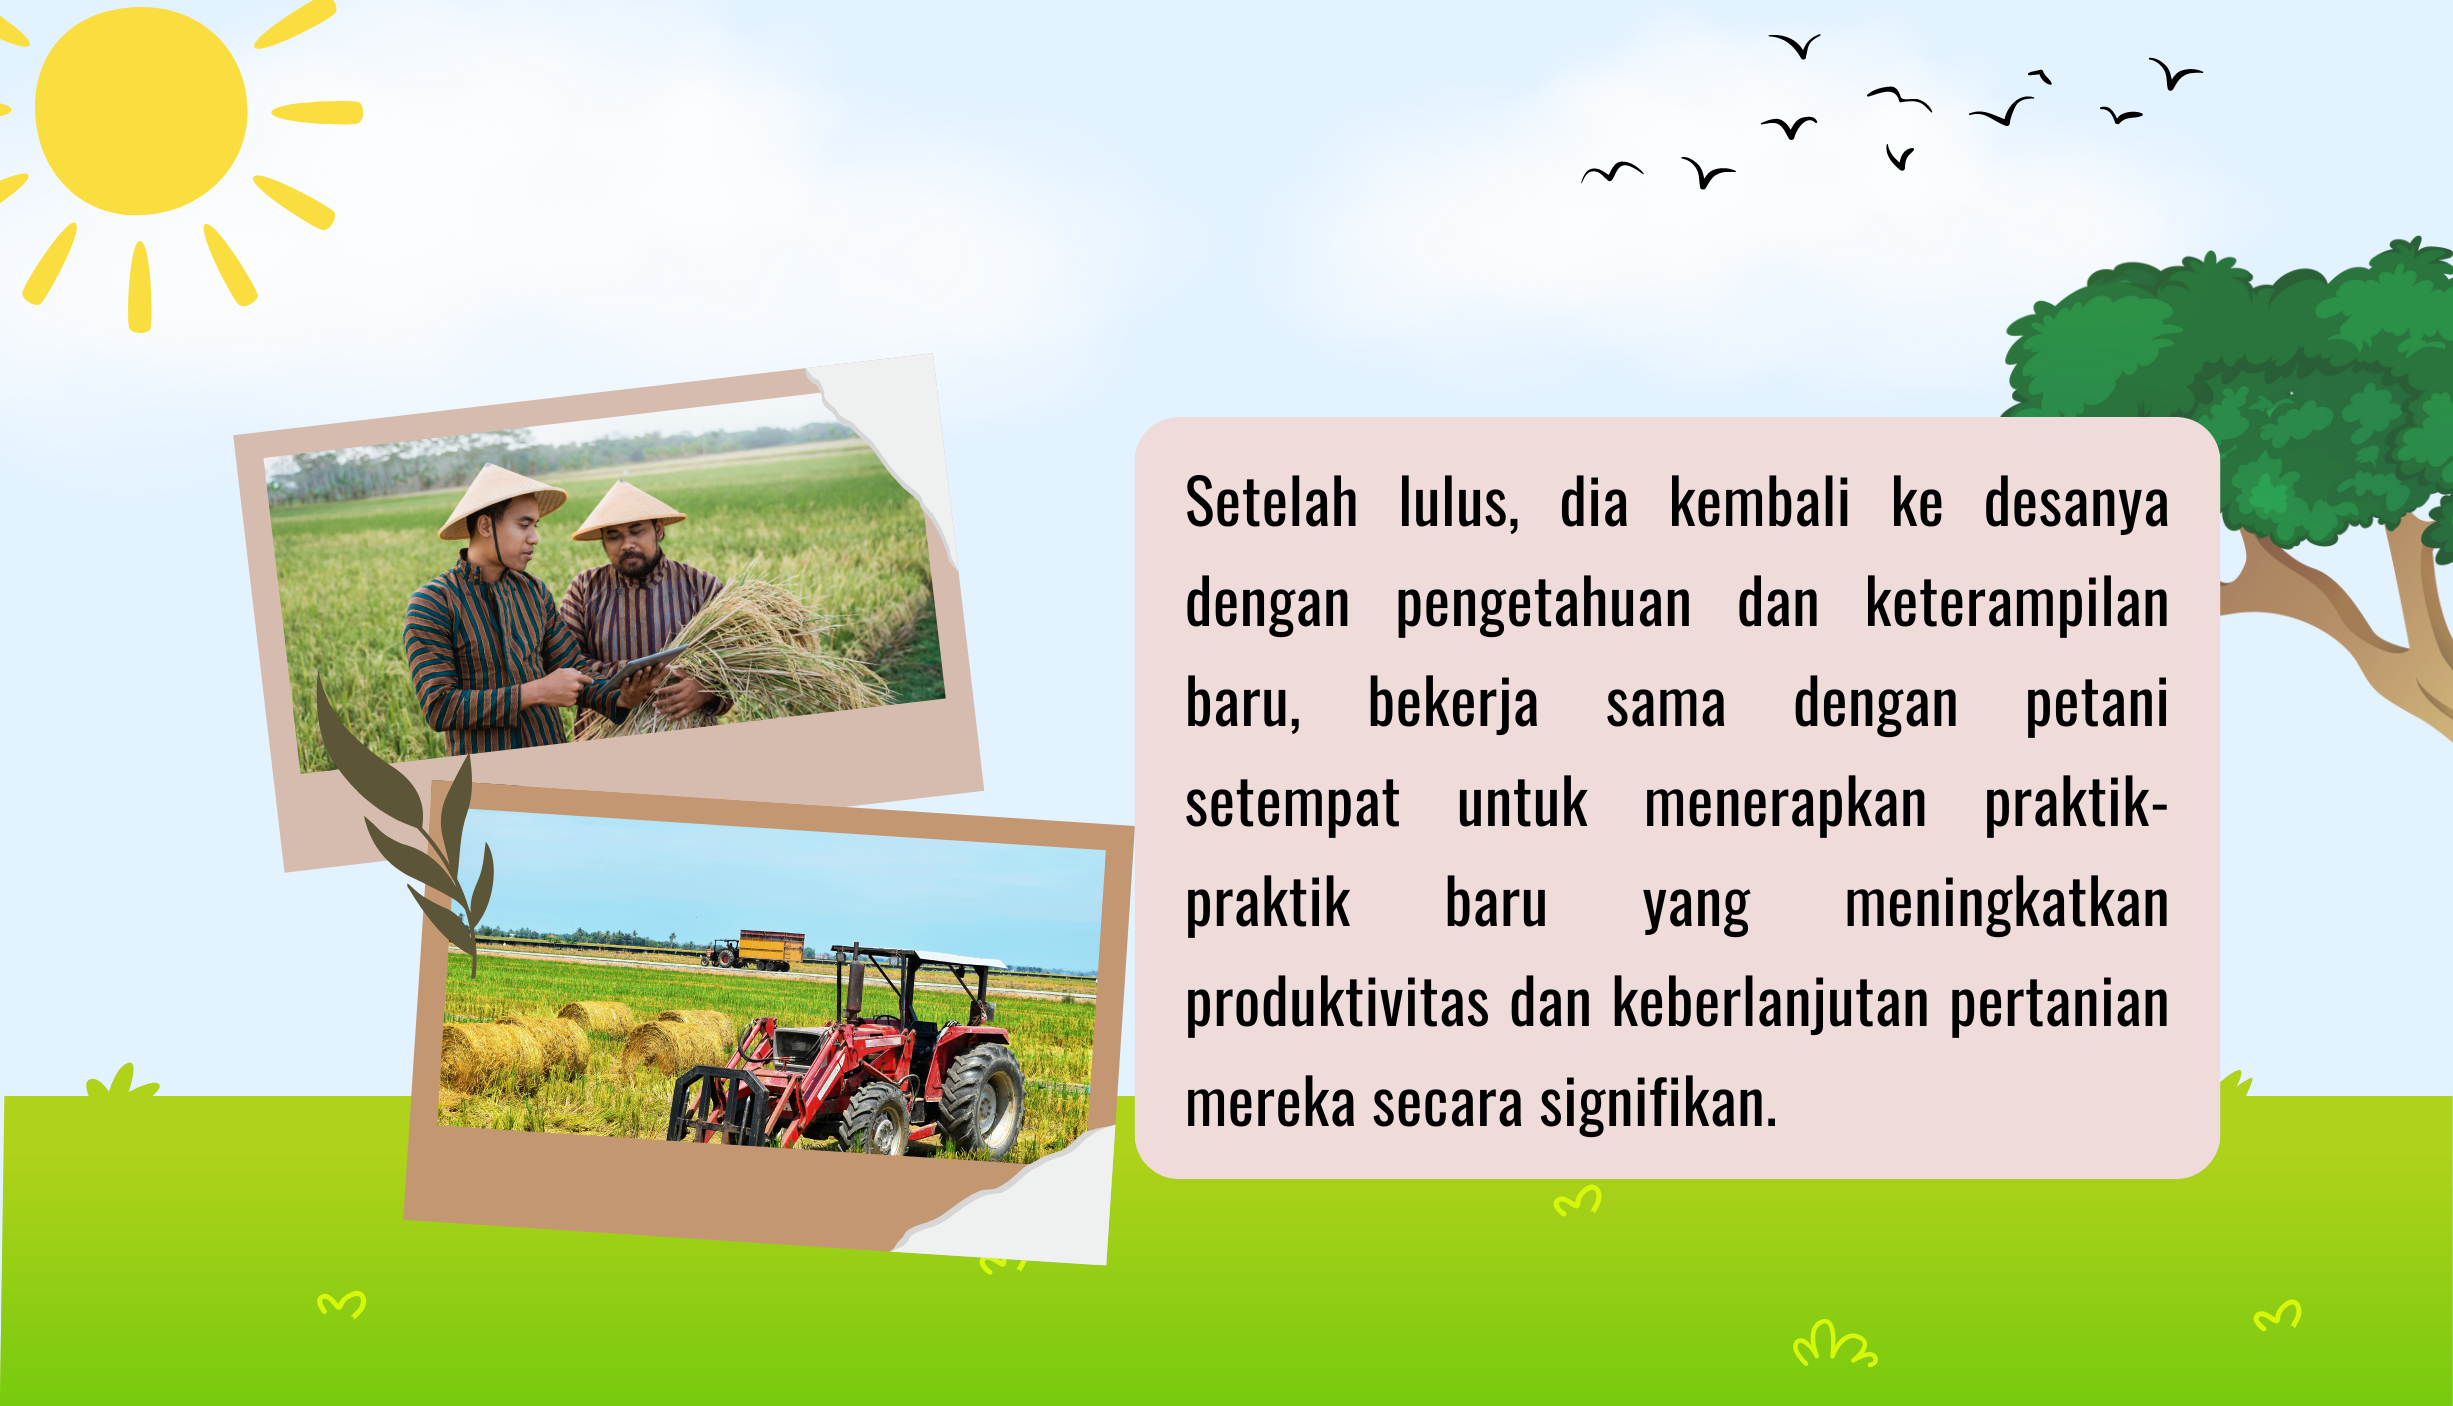 Setelah lulus, dia kembali ke desanya
dengan pengetahuan dan keterampilan
baru, bekerja sama dengan petani
setempat untuk menerapkan praktik-
praktik baru yang meningkatkan
produktivitas dan keberlanjutan pertanian
mereka secara signifikan.